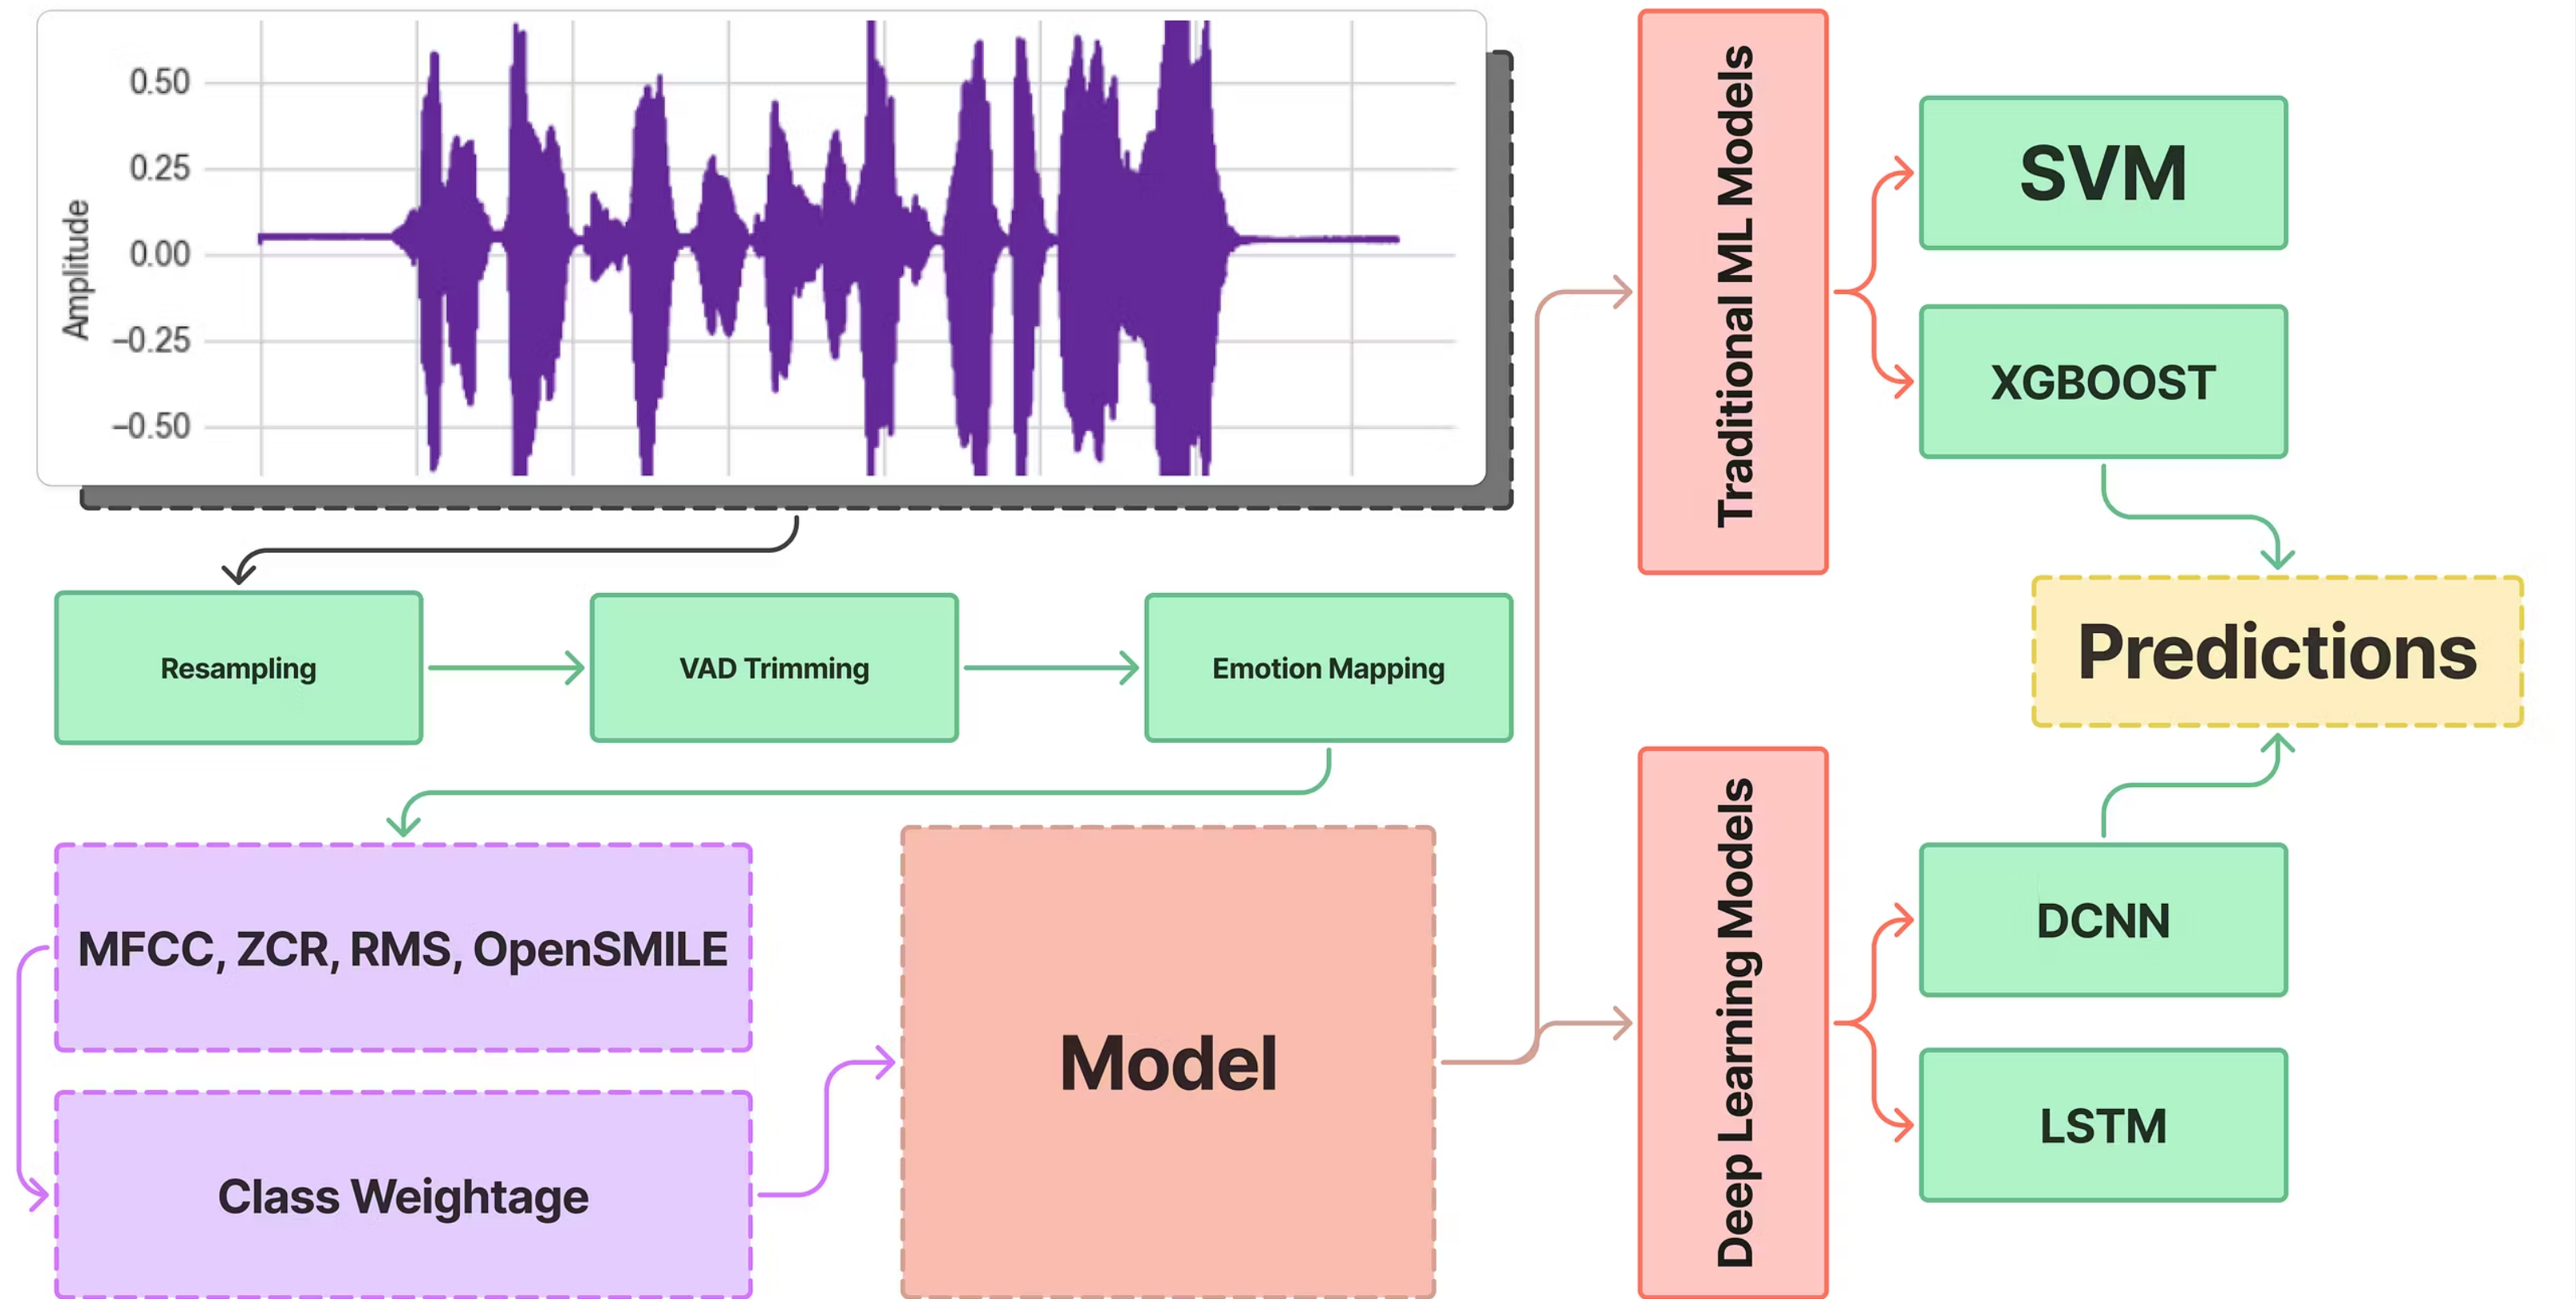 0.50
0.25
0.00
-0.25
-0.50
Amplitude
Resampling
VAD Trimming
Emotion Mapping
MFCC, ZCR, RMS, OpenSMILE
Class Weightage
Model
Traditional ML Models
SVM
XGBOOST
Predictions
Deep Learning Models
DCNN
LSTM